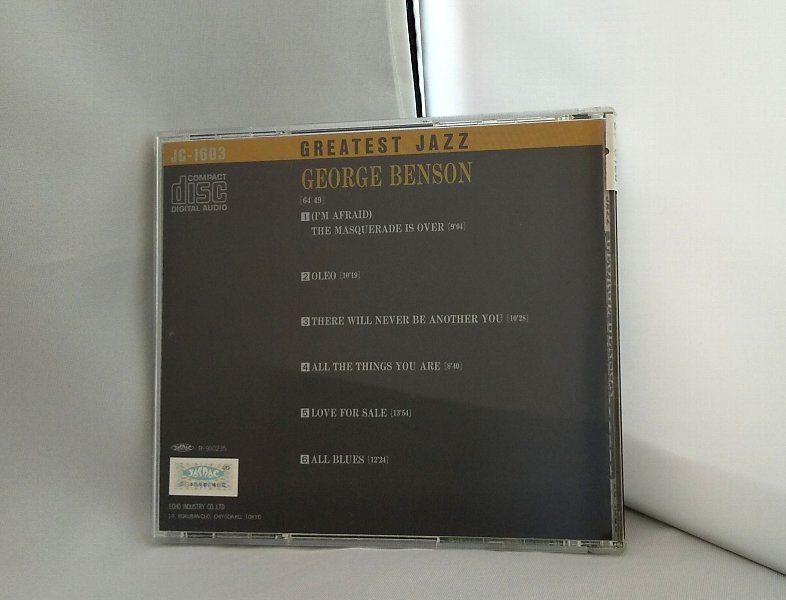 JC-1603
GREATEST JAZZ
COMPACT
disc
DIGITAL AUDIO
GEORGE BENSON
[64'49]
1 (I'M AFRAID)
THE MASQUERADE IS OVER [9'04]
2 OLEO [10'19]
3 THERE WILL NEVER BE ANOTHER YOU [10'28]
4 ALL THE THINGS YOU ARE [8'40]
5 LOVE FOR SALE [13'54]
6 ALL BLUES [12'24]
R-900235
JASRAC
ECHO INDUSTRY CO.,LTD